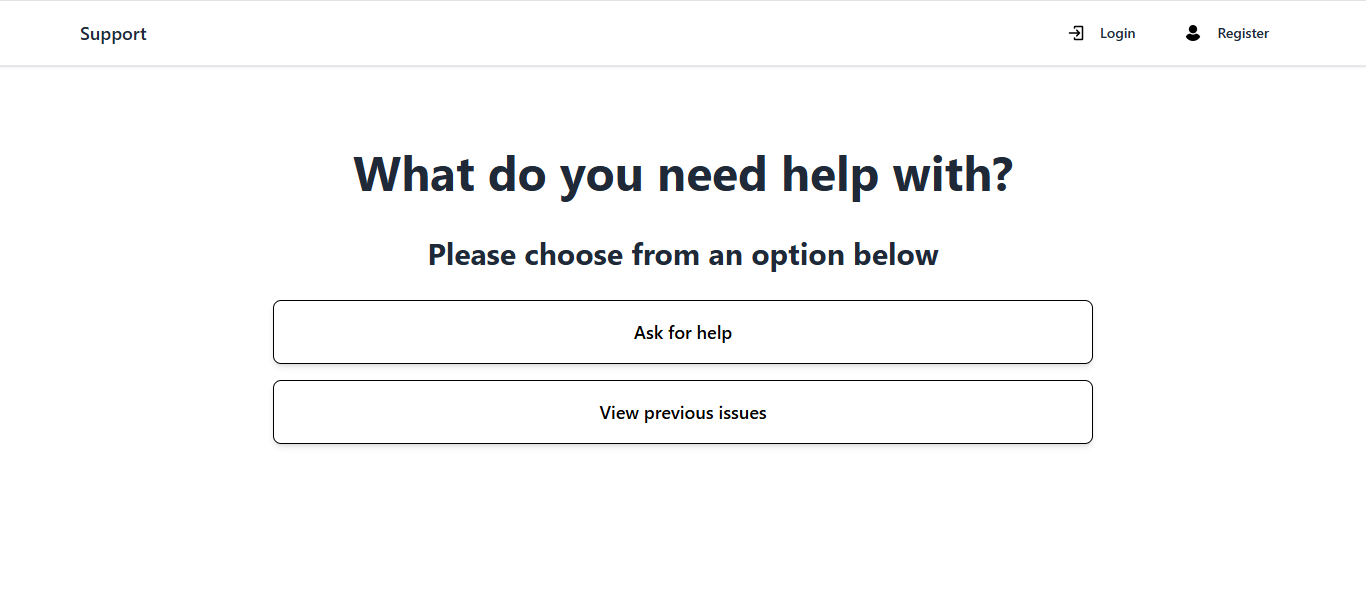 Support
Login
Register
What do you need help with?
Please choose from an option below
Ask for help
View previous issues